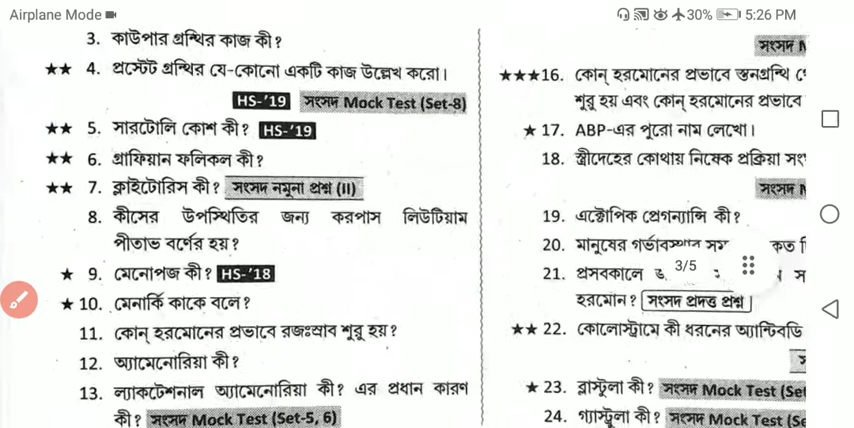 Airplane Mode
30%
5:26 PM
3. কাউপার গ্রন্থির কাজ কী?
★★ 4. প্রস্টেট গ্রন্থির যে-কোনো একটি কাজ উল্লেখ করো।
HS-'19 সংসদ Mock Test (Set-8)
★★ 5. সারটোলি কোশ কী? HS-'19
★★ 6. গ্রাফিয়ান ফলিকল কী?
★★ 7. ক্লাইটোরিস কী? সংসদ নমুনা প্রশ্ন (II)
8. কীসের উপস্থিতির জন্য করপাস লিউটিয়াম
পীতাভ বর্ণের হয়?
★ 9. মেনোপজ কী? HS-'18
★ 10. মেনার্কি কাকে বলে?
11. কোন্ হরমোনের প্রভাবে রজঃস্রাব শুরু হয়?
12. অ্যামেনোরিয়া কী?
13. ল্যাকটেশনাল অ্যামেনোরিয়া কী? এর প্রধান কারণ
কী? সংসদ Mock Test (Set-5, 6)
সংসদ
★★★16. কোন্ হরমোনের প্রভাবে স্তনগ্রন্থি
শুরু হয় এবং কোন্ হরমোনের প্রভাবে
★ 17. ABP-এর পুরো নাম লেখো।
18. স্ত্রীদেহের কোথায় নিষেক প্রক্রিয়া
সংসদ
19. এক্টোপিক প্রেগন্যান্সি কী?
20. মানুষের
21. প্রসবকালে
3/5
হরমোন? সংসদ প্রদত্ত প্রশ্ন
★★ 22. কোলোস্ট্রামে কী ধরনের অ্যান্টিবডি
★ 23. ব্লাস্টুলা কী? সংসদ Mock Test
24. গ্যাস্ট্রুলা কী? সংসদ Mock Test